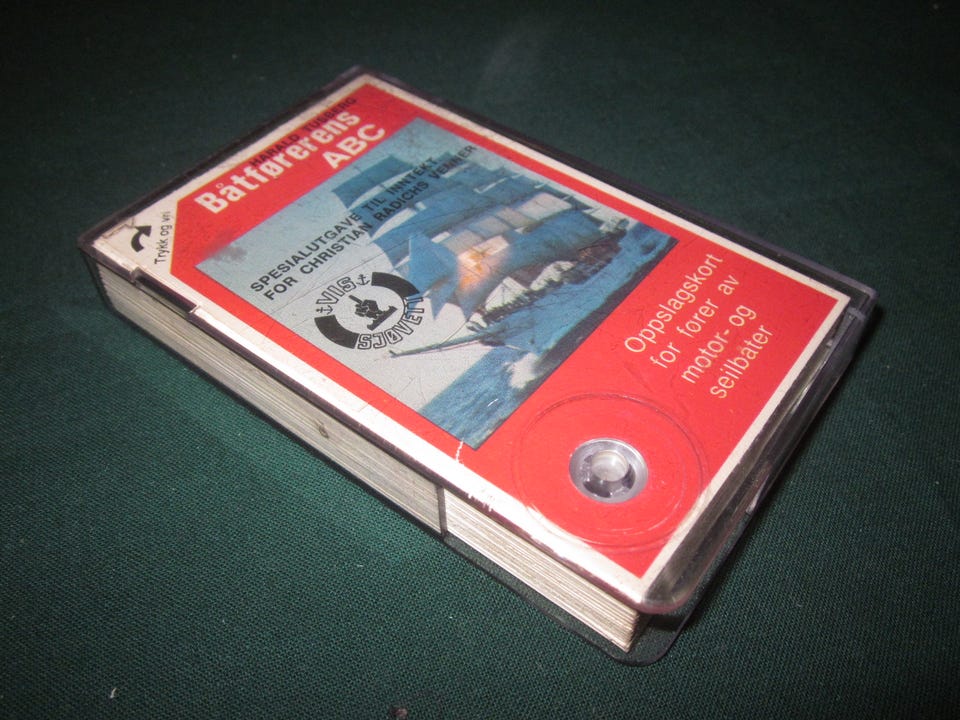 HARALD TUSBERG
Båtførerens
ABC
Trykk og vri
SPESIALUTGAVE TIL INNTEKT
FOR CHRISTIAN RADICHS VENNER
VIS
SJØVETT
Oppslagskort
for fører av
motor- og
seilbåter